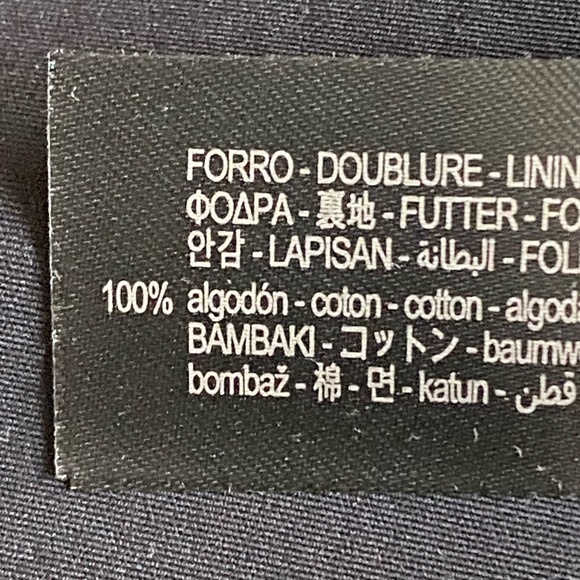 FORRO - DOUBLURE - LININ
ΦΟΔΡΑ - 裏地 - FUTTER - FO
안감 - LAPISAN - البطانة - FOL
100% algodón - coton - cotton - algod
BAMBAKI - コットン - baumw
bombaž - 棉 - 면 - katun - قطن